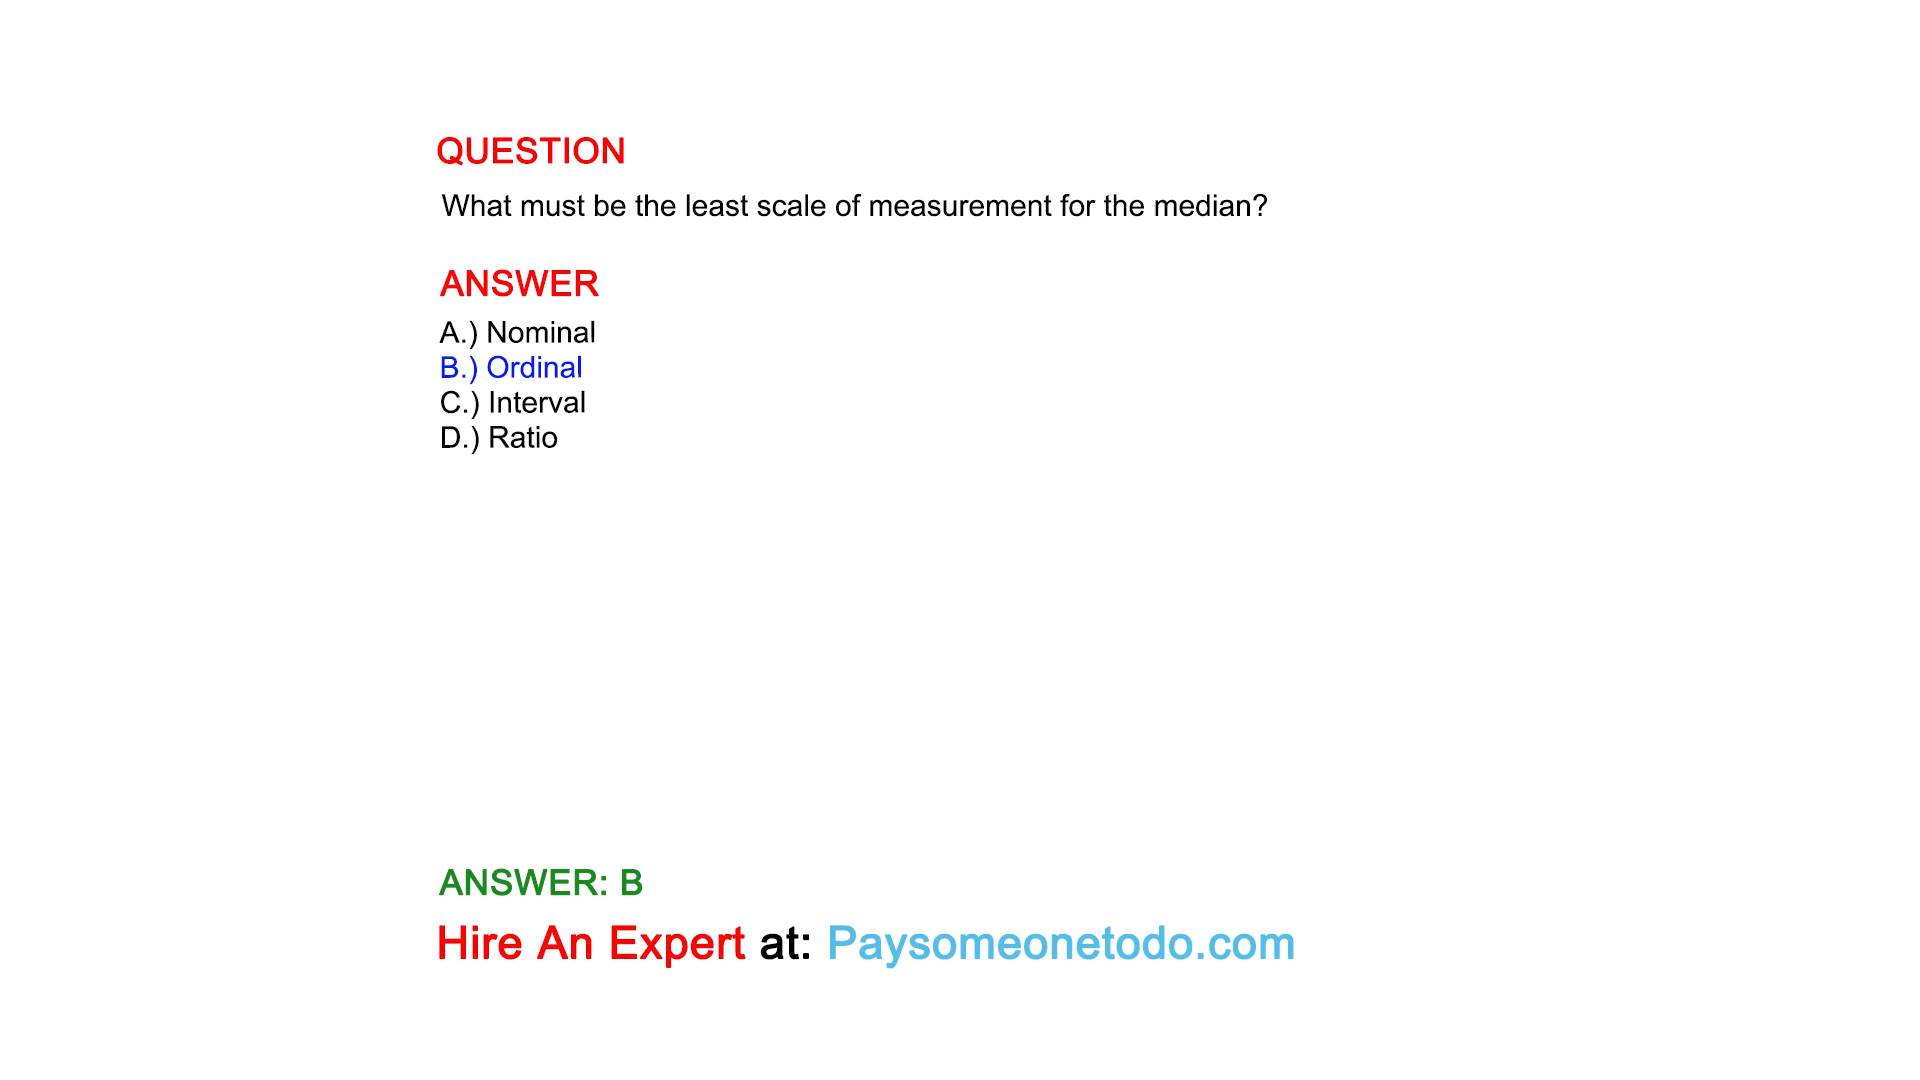 QUESTION
What must be the least scale of measurement for the median?
ANSWER
A.) Nominal
B.) Ordinal
C.) Interval
D.) Ratio
ANSWER: B
Hire An Expert at: Paysomeonetodo.com